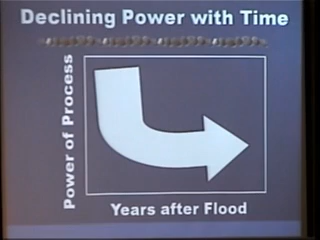 Declining Power with Time
Power of Process
Years after Flood